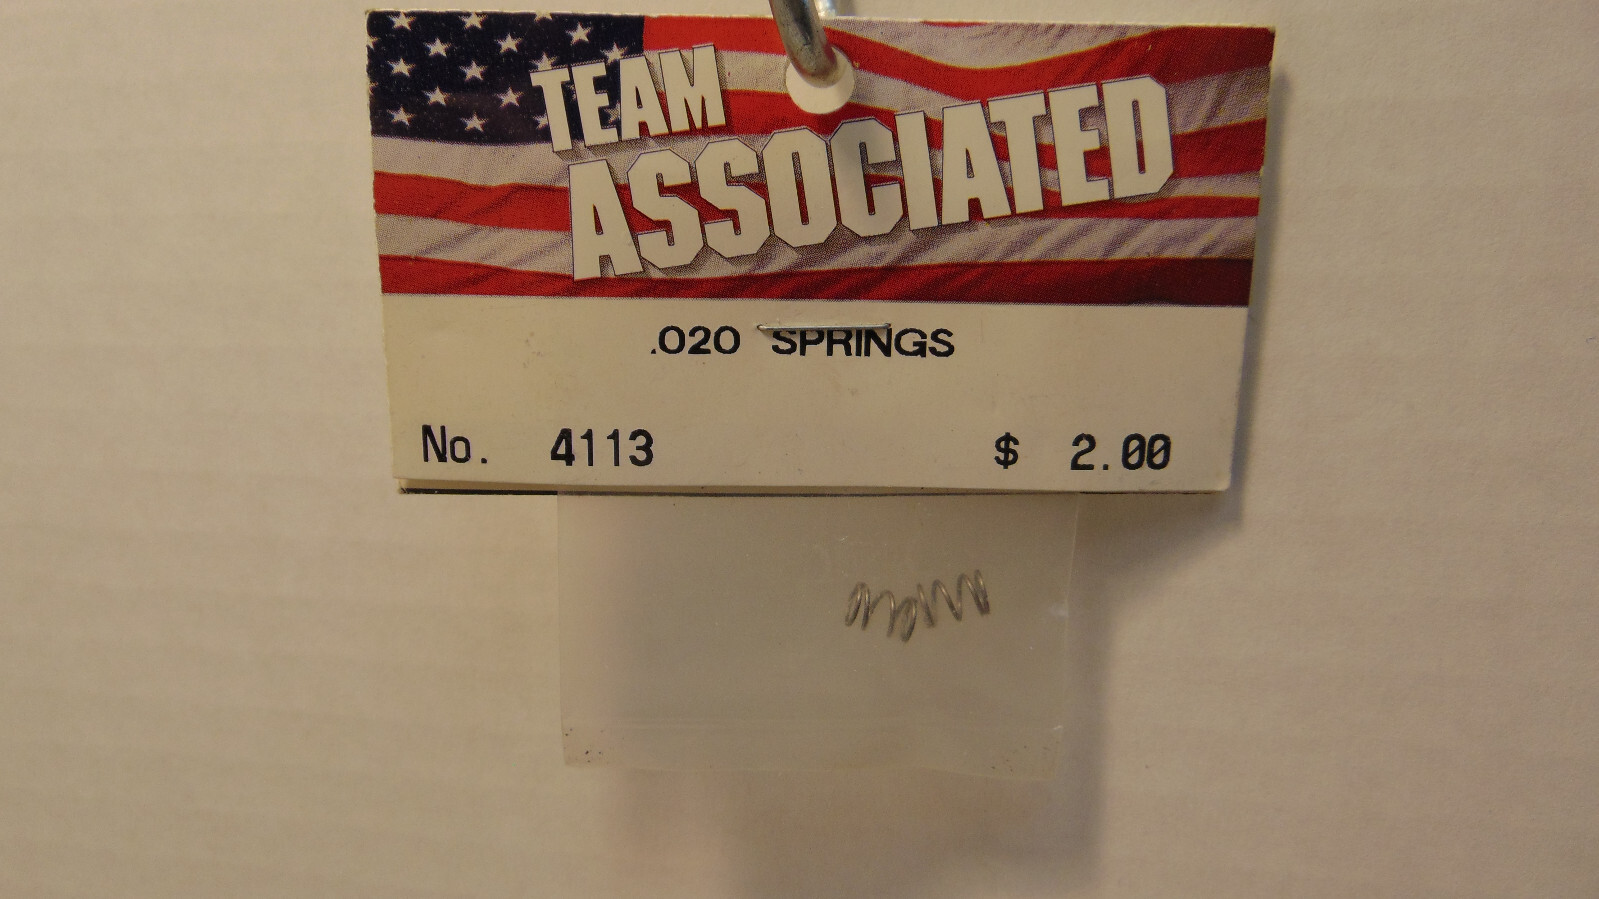 TEAM
ASSOCIATED
.020 SPRINGS
No. 4113 $ 2.00